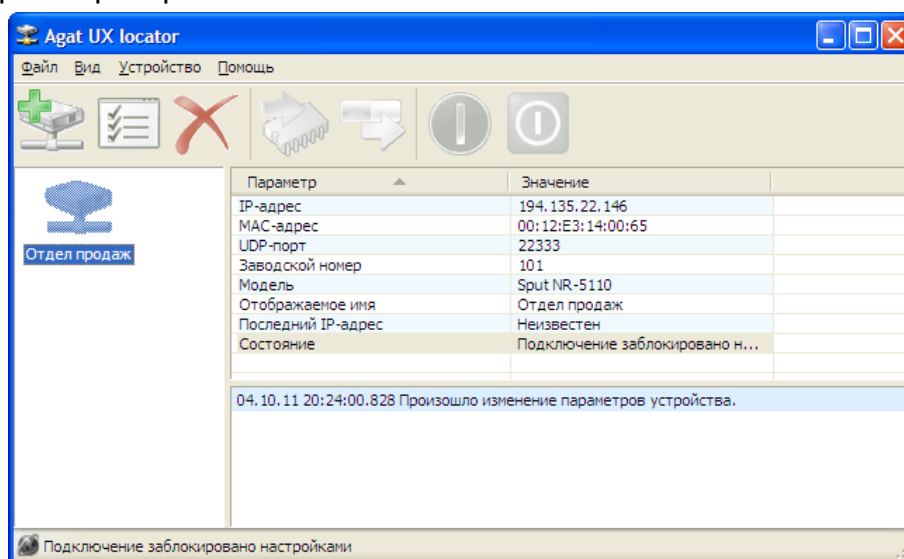 Agat UX locator
Файл Вид Устройство Помощь
Отдел продаж
Параметр Значение
IP-адрес 194.135.22.146
MAC-адрес 00:12:E3:14:00:65
UDP-порт 22333
Заводской номер 101
Модель Sput NR-5110
Отображаемое имя Отдел продаж
Последний IP-адрес Неизвестен
Состояние Подключение заблокировано н...
04.10.11 20:24:00.828 Произошло изменение параметров устройства.
Подключение заблокировано настройками